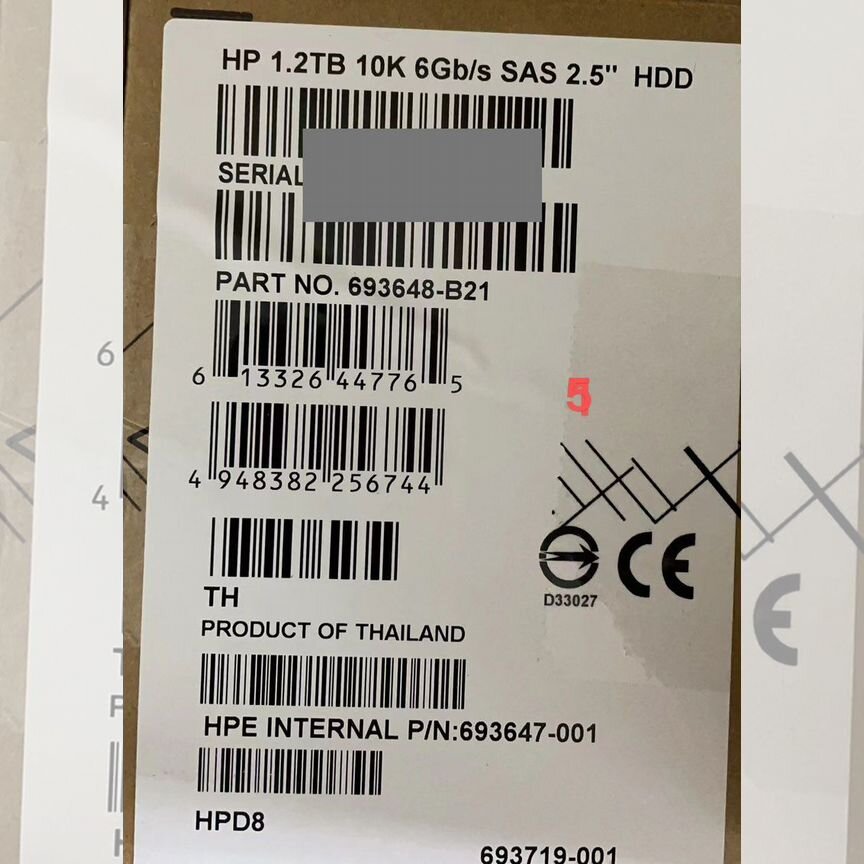 HP 1.2TB 10K 6Gb/s SAS 2.5" HDD
SERIAL
PART NO. 693648-B21
6 13326 44776 5
5
4 948382 256744
CE
D33027
TH
PRODUCT OF THAILAND
HPE INTERNAL P/N:693647-001
HPD8
693719-001